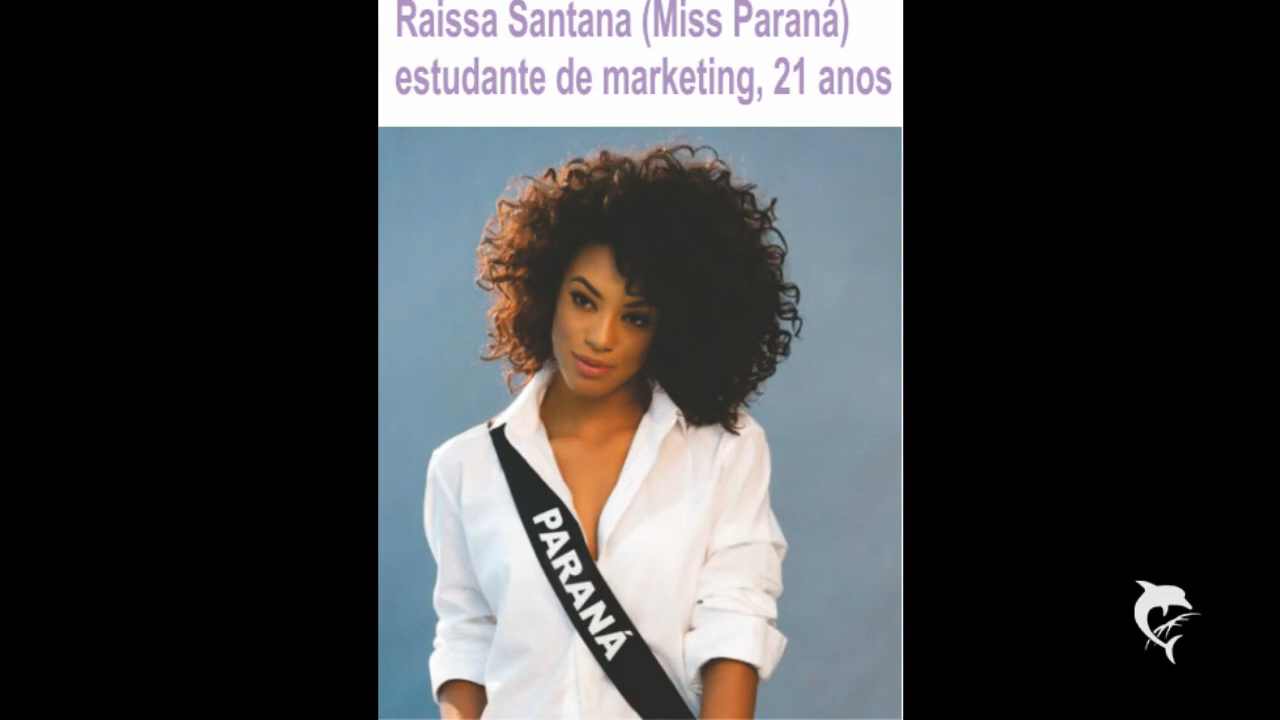 Raissa Santana (Miss Paraná)
estudante de marketing, 21 anos
PARANÁ